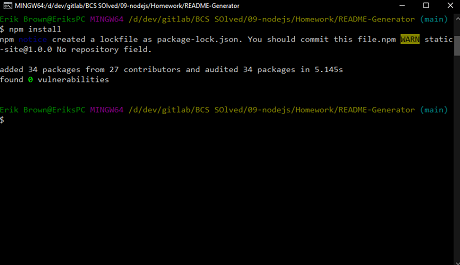 MINGW64:/d/dev/gitlab/BCS SOlved/09-nodejs/Homework/README-Generator
Erik Brown@EriksPC MINGW64 /d/dev/gitlab/BCS SOlved/09-nodejs/Homework/README-Generator (main)
$ npm install
npm notice created a lockfile as package-lock.json. You should commit this file.npm WARN static
-site@1.0.0 No repository field.
added 34 packages from 27 contributors and audited 34 packages in 5.145s
found 0 vulnerabilities
Erik Brown@EriksPC MINGW64 /d/dev/gitlab/BCS SOlved/09-nodejs/Homework/README-Generator (main)
$